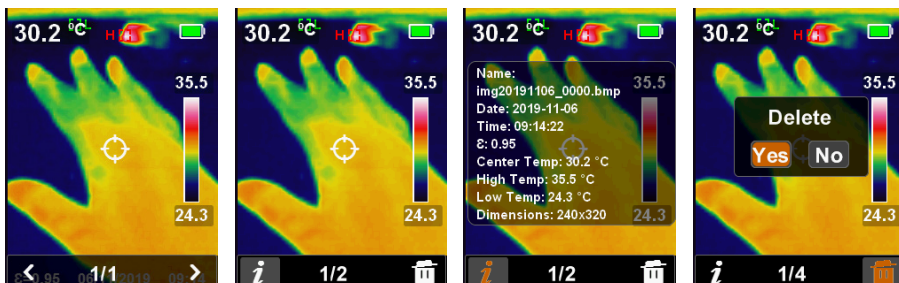 30.2 °C
H
35.5
24.3
1/1
30.2 °C
H
35.5
24.3
i
1/2
30.2 °C
H
35.5
Name:
img20191106_0000.bmp
Date: 2019-11-06
Time: 09:14:22
Ɛ: 0.95
Center Temp: 30.2 °C
High Temp: 35.5 °C
Low Temp: 24.3 °C
Dimensions: 240x320
24.3
i
1/2
30.2 °C
H
35.5
Delete
Yes No
24.3
i
1/4